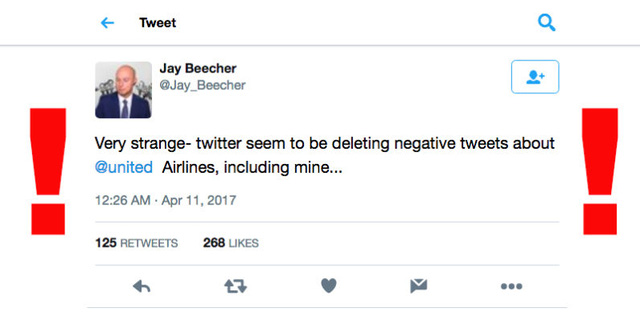 Tweet
Jay Beecher
@Jay_Beecher
Very strange- twitter seem to be deleting negative tweets about
@united Airlines, including mine...
12:26 AM · Apr 11, 2017
125 RETWEETS 268 LIKES
! !